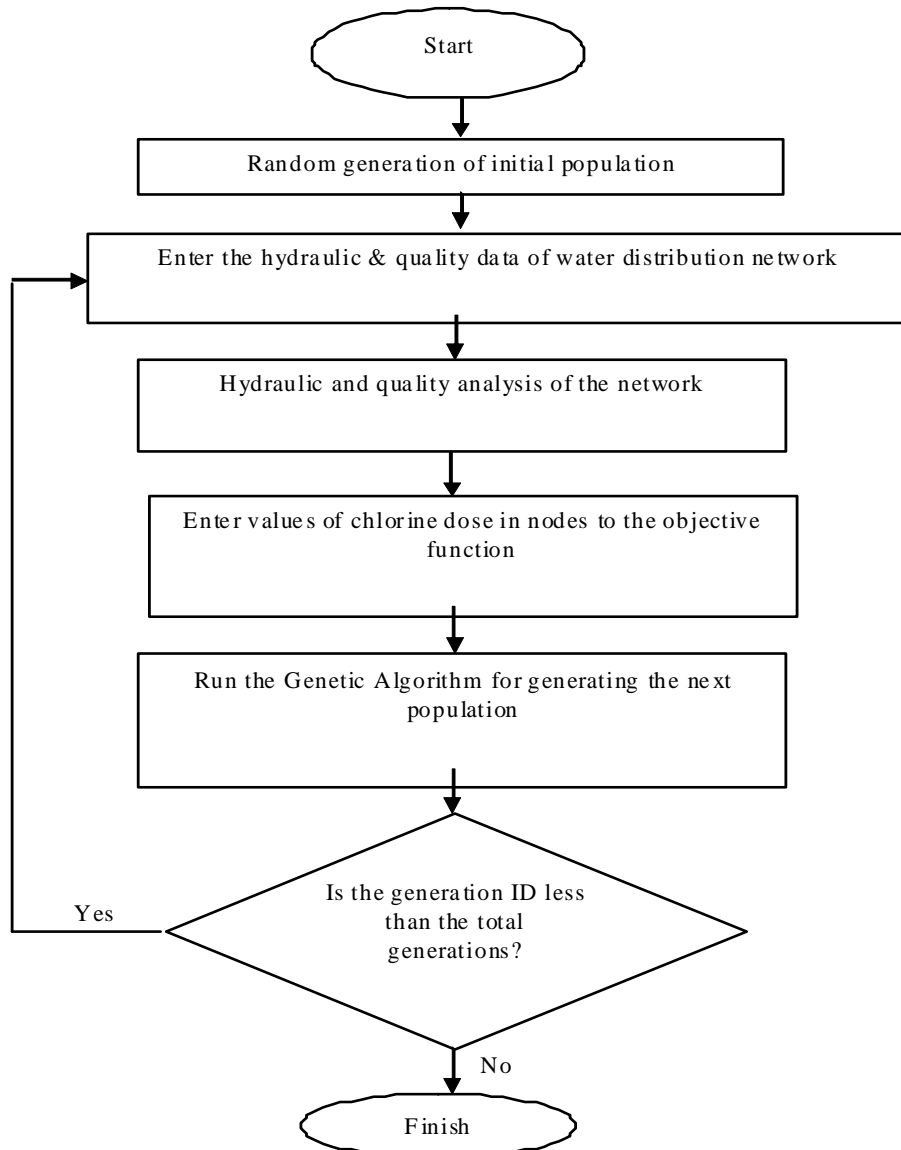 Start
Random generation of initial population
Enter the hydraulic & quality data of water distribution network
Hydraulic and quality analysis of the network
Enter values of chlorine dose in nodes to the objective
function
Run the Genetic Algorithm for generating the next
population
Is the generation ID less
than the total
generations?
Yes
No
Finish